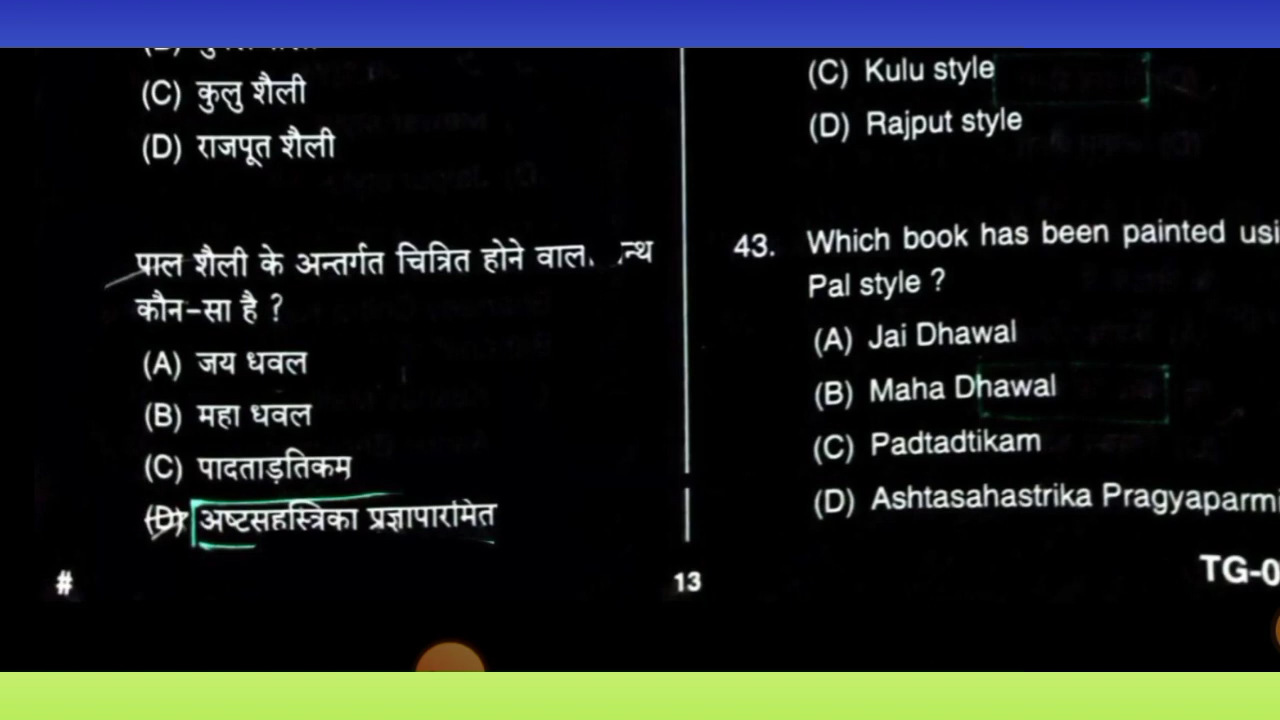 (C) कुलु शैली
(D) राजपूत शैली
पाल शैली के अन्तर्गत चित्रित होने वाल
कौन-सा है ?
(A) जय धवल
(B) महा धवल
(C) पादताड़तिकम
(D) अष्टसहस्त्रिका प्रज्ञापारमित
#
13
(C) Kulu style
(D) Rajput style
43. Which book has been painted usi
Pal style ?
(A) Jai Dhawal
(B) Maha Dhawal
(C) Padtadtikam
(D) Ashtasahastrika Pragyaparmi
TG-0